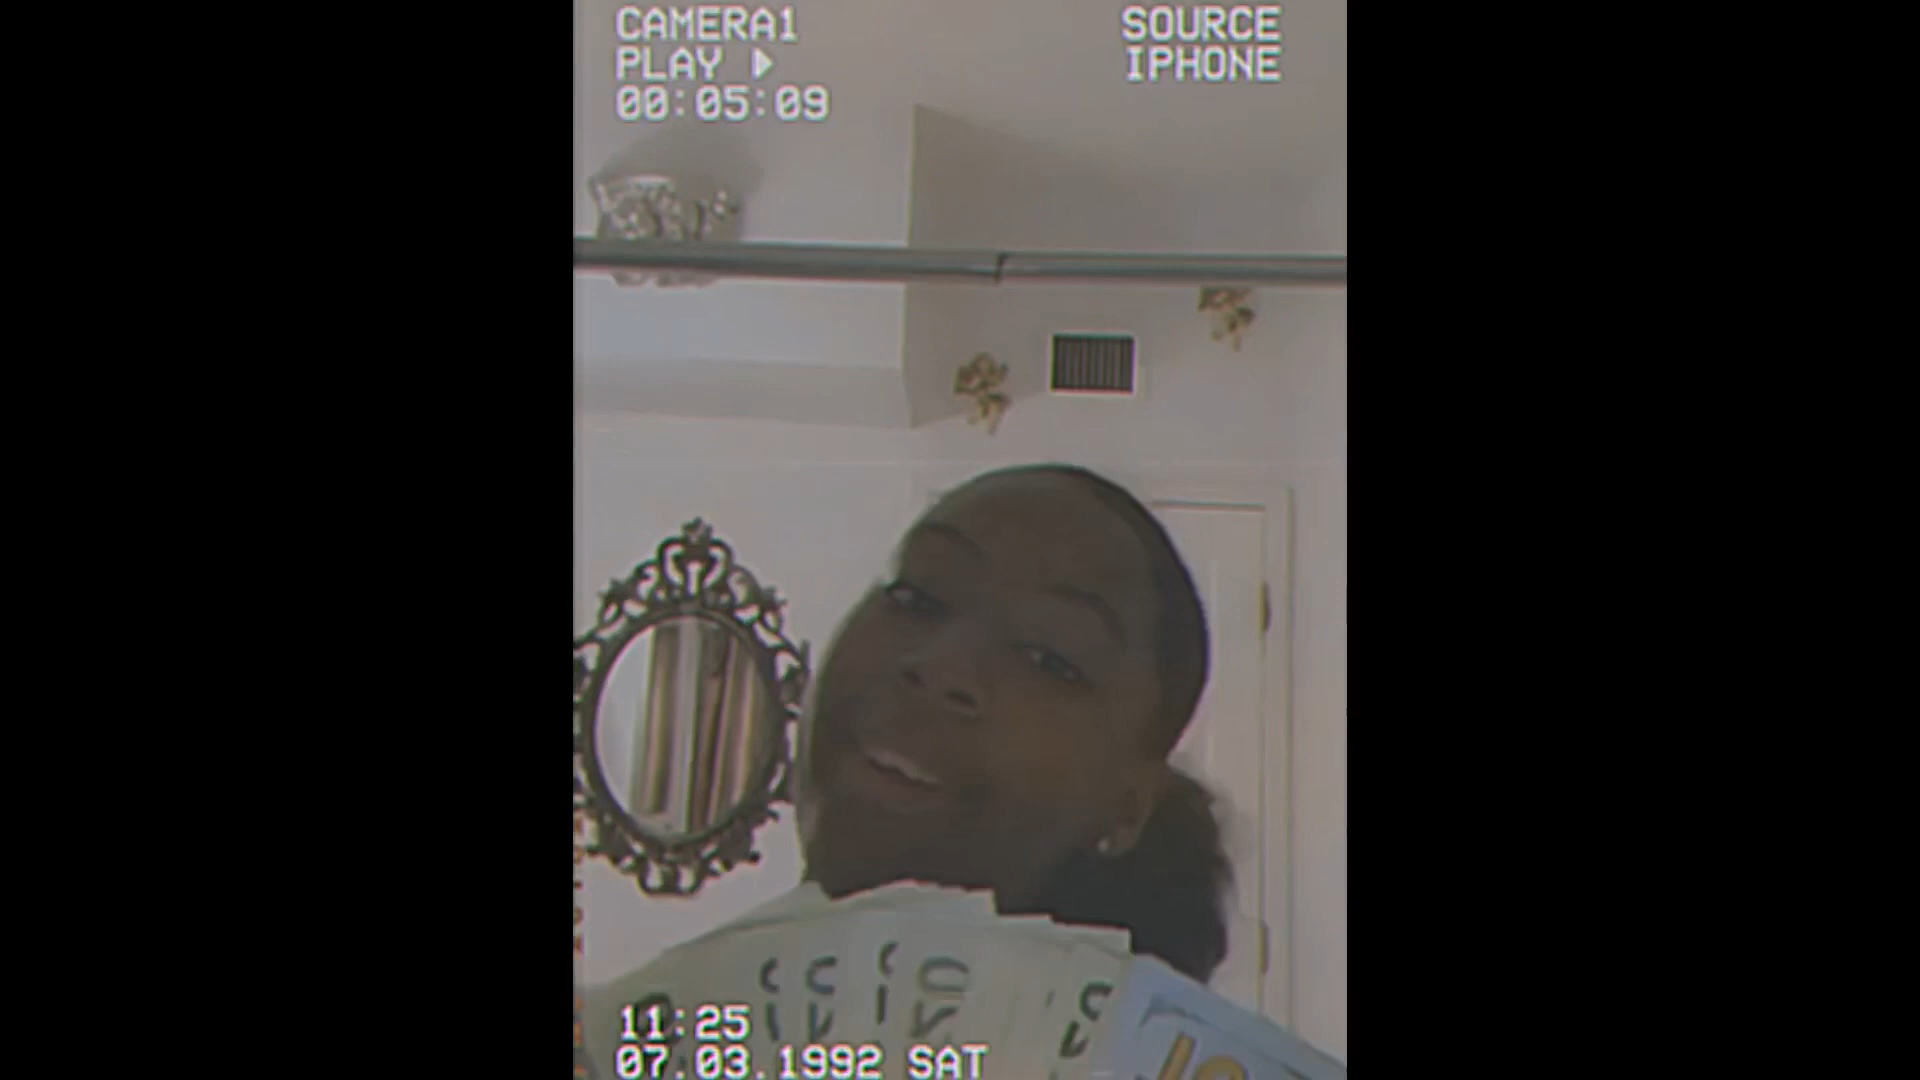 CAMERA1
PLAY
00:05:09
SOURCE
IPHONE
11:25
07.03.1992 SAT